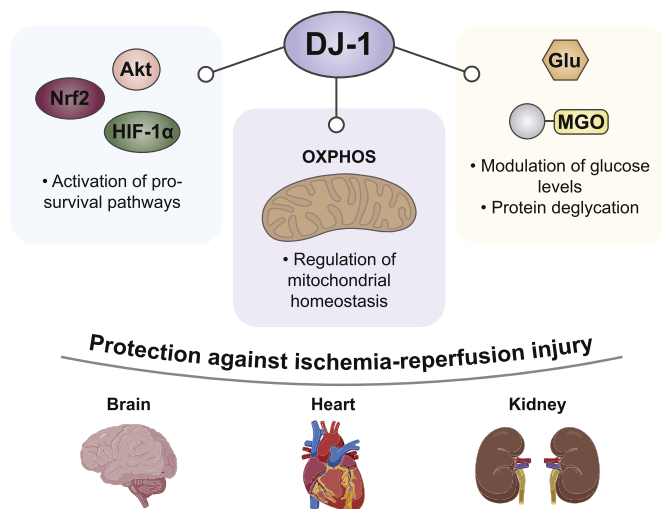 DJ-1
Akt
Nrf2
HIF-1α
• Activation of pro-
survival pathways
OXPHOS
• Regulation of
mitochondrial
homeostasis
Glu
MGO
• Modulation of glucose
levels
• Protein deglycation
Protection against ischemia-reperfusion injury
Brain
Heart
Kidney